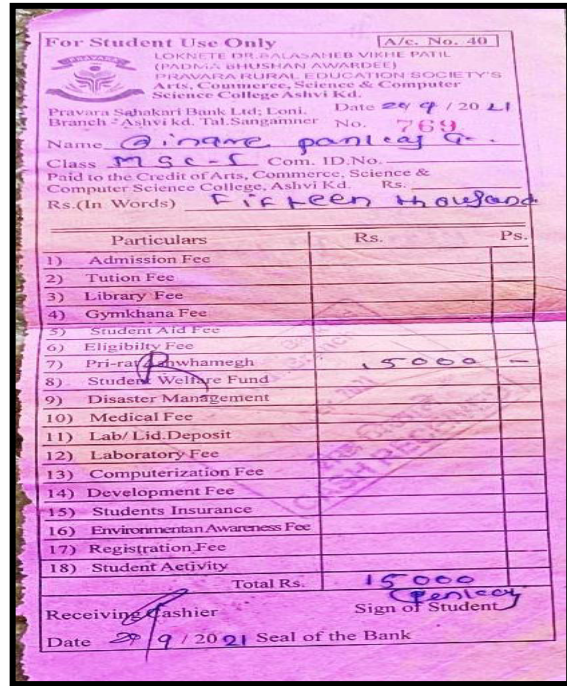 For Student Use Only A/c. No. 40
LOKNETE DR.BALASAHEB VIKHE PATIL
(PADMA BHUSHAN AWARDEE)
PRAVARA RURAL EDUCATION SOCIETY'S
Arts, Commerce, Science & Computer
Science College Ashvi Kd.
PRAVARA
Pravara Sahakari Bank Ltd; Loni. Date 29 9 / 2021
Branch - Ashvi kd. Tal.Sangamner No. 769
Name pankaj G.
Class MSC-I Com. ID.No.
Paid to the Credit of Arts, Commerce, Science &
Computer Science College, Ashvi Kd. Rs.
Rs.(In Words) Fifteen thousand
Particulars Rs. Ps.
1) Admission Fee
2) Tution Fee
3) Library Fee
4) Gymkhana Fee
5) Student Aid Fee
6) Eligibilty Fee
7) 15000 -
8) Student Welfare Fund
9) Disaster Management
10) Medical Fee
11) Lab/ Lid.Deposit
12) Laboratory Fee
13) Computerization Fee
14) Development Fee
15) Students Insurance
16) Environmentan Awareness Fee
17) Registration Fee
18) Student Activity
Total Rs. 15000
CASH RECEIVED
Pankaj
Receiving Cashier Sign of Student
Date 29 / 9 / 2021 Seal of the Bank